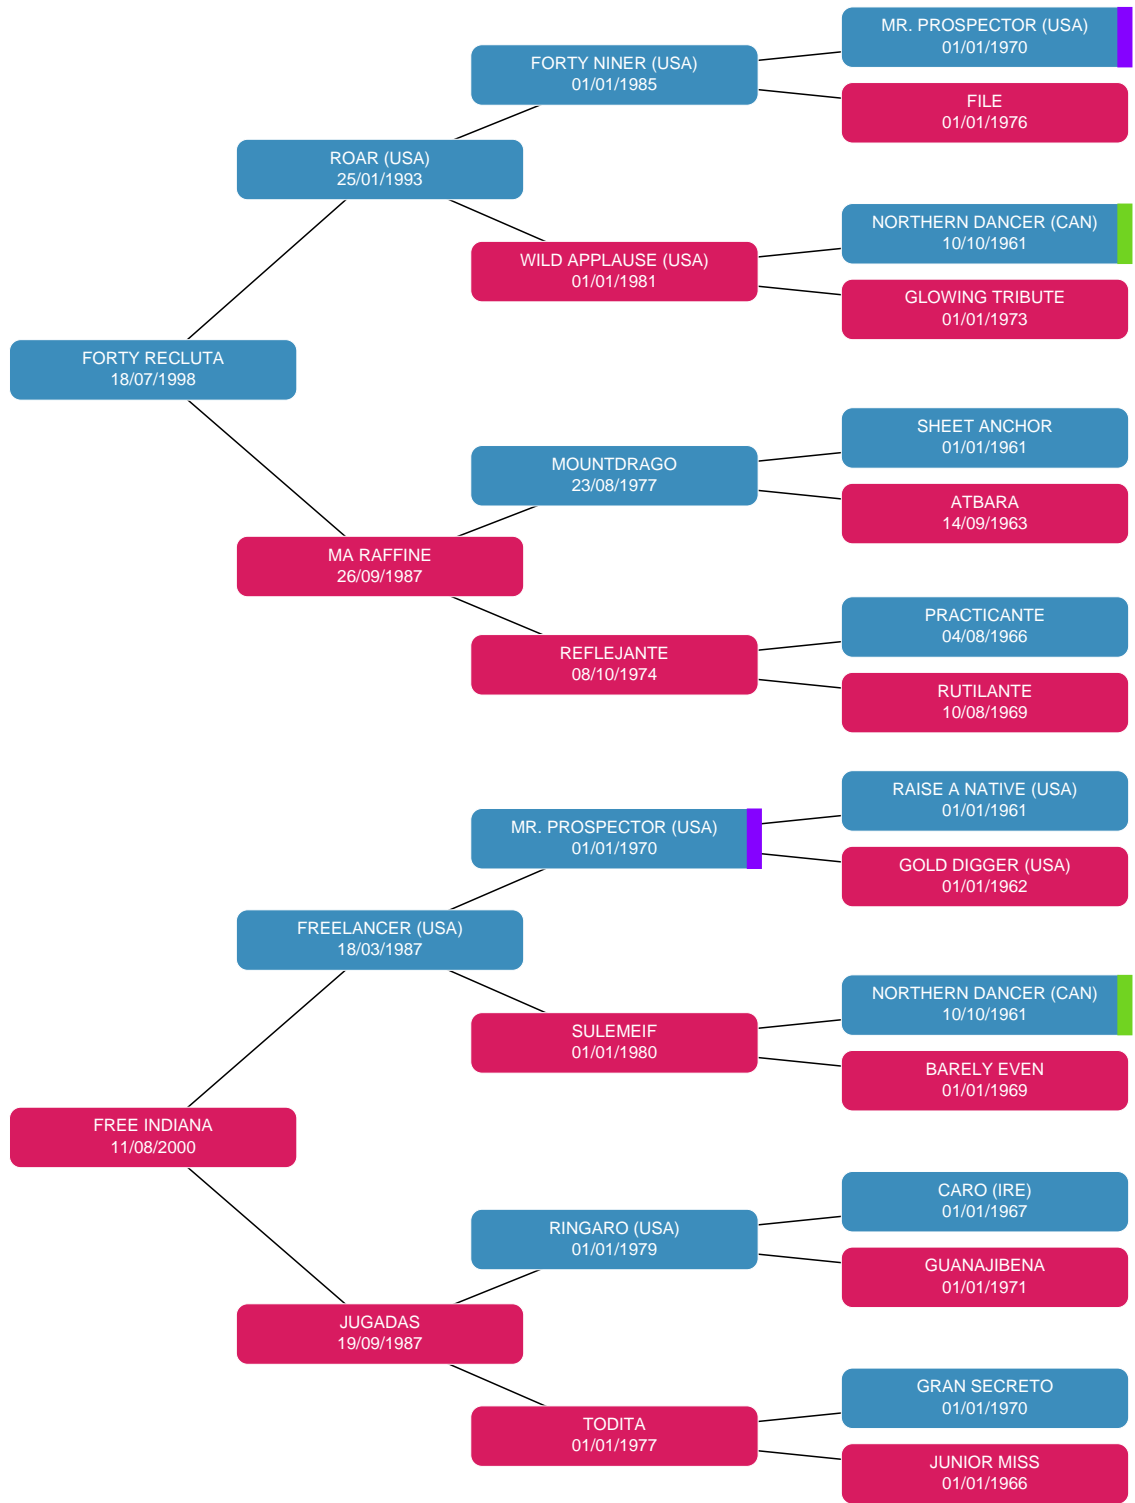 MR. PROSPECTOR (USA)
01/01/1970
FORTY NINER (USA)
01/01/1985
FILE
01/01/1976
ROAR (USA)
25/01/1993
NORTHERN DANCER (CAN)
10/10/1961
WILD APPLAUSE (USA)
01/01/1981
GLOWING TRIBUTE
01/01/1973
FORTY RECLUTA
18/07/1998
SHEET ANCHOR
01/01/1961
MOUNTDRAGO
23/08/1977
ATBARA
14/09/1963
MA RAFFINE
26/09/1987
PRACTICANTE
04/08/1966
REFLEJANTE
08/10/1974
RUTILANTE
10/08/1969
RAISE A NATIVE (USA)
01/01/1961
MR. PROSPECTOR (USA)
01/01/1970
GOLD DIGGER (USA)
01/01/1962
FREELANCER (USA)
18/03/1987
NORTHERN DANCER (CAN)
10/10/1961
SULEMEIF
01/01/1980
BARELY EVEN
01/01/1969
FREE INDIANA
11/08/2000
CARO (IRE)
01/01/1967
RINGARO (USA)
01/01/1979
GUANAJIBENA
01/01/1971
JUGADAS
19/09/1987
GRAN SECRETO
01/01/1970
TODITA
01/01/1977
JUNIOR MISS
01/01/1966